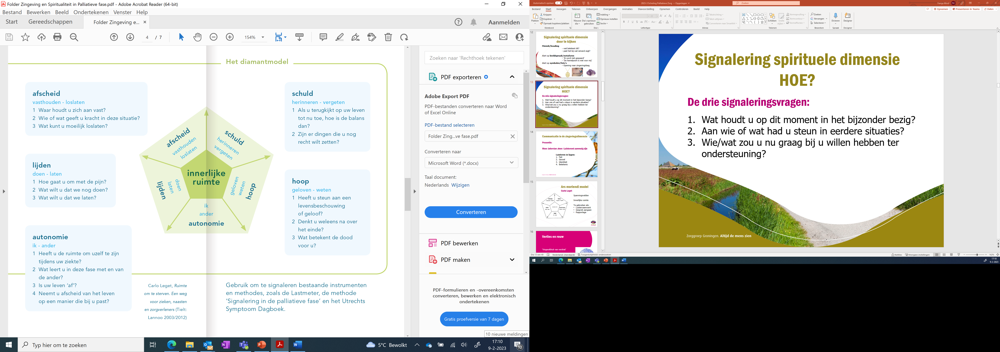 Folder Zingeving en Spiritualiteit in Palliatieve fase.pdf - Adobe Acrobat Reader (64-bit)
Bestand Bewerken Beeld Ondertekenen Venster Help
Start Gereedschappen Folder Zingeving e... × Aanmelden
4 / 7 154%
Het diamantmodel
afscheid
vasthouden - loslaten
1 Waar houdt u zich aan vast?
2 Wie of wat geeft u kracht in deze situatie?
3 Wat kunt u moeilijk loslaten?
lijden
doen - laten
1 Hoe gaat u om met de pijn?
2 Wat wilt u dat we nog doen?
3 Wat wilt u dat we laten?
autonomie
ik - ander
1 Heeft u de ruimte om uzelf te zijn
tijdens uw ziekte?
2 Wat leert u in deze fase met en van
de ander?
3 Is uw leven ‘af’?
4 Neemt u afscheid van het leven
op een manier die bij u past?
afscheid
vasthouden
loslaten
schuld
herinneren
vergeten
innerlijke
ruimte
lijden
laten
doen
geloven
weten
hoop
ik
ander
autonomie
schuld
herinneren - vergeten
1 Als u terugkijkt op uw leven
tot nu toe, hoe is de balans
dan?
2 Zijn er dingen die u nog
recht wilt zetten?
hoop
geloven - weten
1 Heeft u steun aan een
levensbeschouwing
of geloof?
2 Denkt u weleens na over
het einde?
3 Wat betekent de dood
voor u?
Carlo Leget, Ruimte
om te sterven. Een weg
voor zieken, naasten
en zorgverleners (Tielt:
Lannoo 2003/2012)
Gebruik om te signaleren bestaande instrumenten
en methodes, zoals de Lastmeter, de methode
‘Signalering in de palliatieve fase’ en het Utrechts
Symptoom Dagboek.
Zoeken naar 'Rechthoek tekenen'
PDF exporteren
Adobe Export PDF
PDF-bestanden converteren naar Word
of Excel Online
PDF-bestand selecteren
Folder Zing...ve fase.pdf
Converteren naar
Microsoft Word (*.docx)
Taal document:
Nederlands Wijzigen
Converteren
PDF bewerken
PDF maken
PDF-formulieren en -overeenkomsten
converteren, bewerken en elektronisch
ondertekenen
Gratis proefversie van 7 dagen
10 nieuwe meldingen
Typ hier om te zoeken
5°C Bewolkt
17:10
9-2-2023
10
Automatisch opslaan 2023-3 Scholing Palliatieve Zorg • Opgeslagen Zoeken Femja Wind FW
Bestand Start Invoegen Tekenen Ontwerpen Overgangen Animaties Diavoorstelling Opnemen Controleren Beeld Help Opnemen Presenteren in Teams Delen
Plakken
Knippen
Kopiëren
Opmaak kopiëren/plakken
Klembord
Nieuwe
dia
Dia's opnieuw
gebruiken
Indeling
Opnieuw instellen
Sectie
Dia's
Lettertype
Tekstrichting
Tekst uitlijnen
Converteren naar SmartArt
Alinea
Schikken
Snelle
stijlen
Vormopvulling
Vormcontour
Vormeffecten
Tekenen
Zoeken
Vervangen
Selecteren
Bewerken
Dicteren
Spraak
Designer
Designer
12
Signalering spirituele dimensie
door te kijken
Mimiek/houding
→ wat betekent dit?
→ past het bij wat iemand zegt?
Alert op beeldspraak/metaforen
→ 'Ik word niet gespaard'
→ 'De hemelpoort is niet voor mij'
Alert op symbolen/foto's
→ Opening naar zingevingslaag
13
Signalering spirituele dimensie
HOE?
De drie signaleringsvragen:
1. Wat houdt u op dit moment in het bijzonder bezig?
2. Aan wie of wat had u steun in eerdere situaties?
3. Wie/wat zou u nu graag bij u willen hebben ter
ondersteuning?
14
Communicatie in de zingevingsdimensie
Presentie:
Meer laten dan doen: Luisterend aanwezig zijn
Luisteren in lagen:
1. Feit
2. Gevoel
3. Identiteit
4. Betekenis
15
Ars moriendi model
Carlo Leget
Spanningsvelden
Innerlijke ruimte
Te gebruiken als:
• Luisterraamwerk
• Gesprek aangaan
• Rapportage
16
Verlies en rouw
'Vingerafdruk van verdriet'
Signalering spirituele dimensie
HOE?
De drie signaleringsvragen:
1. Wat houdt u op dit moment in het bijzonder bezig?
2. Aan wie of wat had u steun in eerdere situaties?
3. Wie/wat zou u nu graag bij u willen hebben ter
ondersteuning?
Zorggroep Groningen. Altijd de mens zien
Dia 13 van 49 Nederlands (standaard) Toegankelijkheid: onderzoeken Notities Weergave-instellingen 162%
17:10
9-2-2023